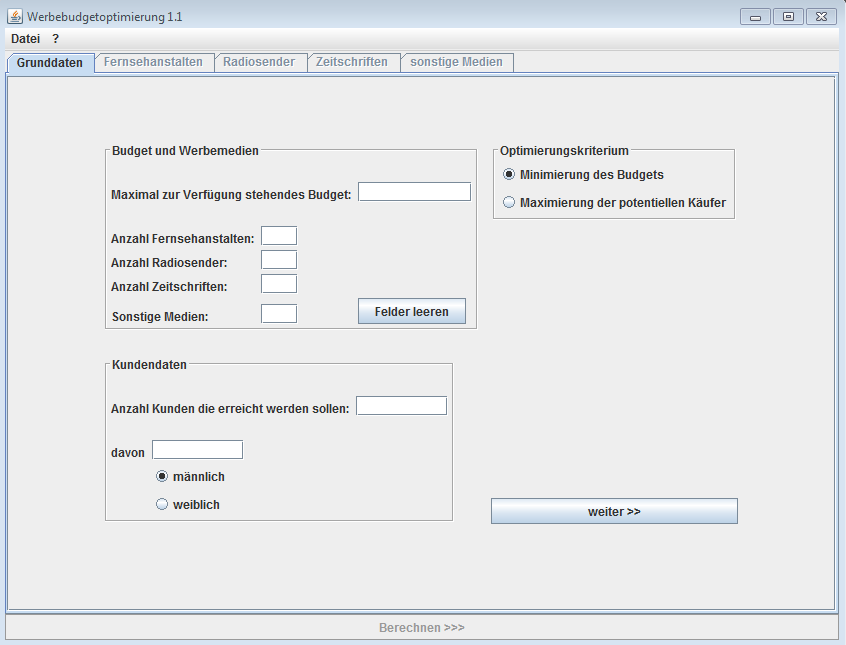 Werbebudgetoptimierung 1.1
Datei ?
Grunddaten Fernsehanstalten Radiosender Zeitschriften sonstige Medien
Budget und Werbemedien
Maximal zur Verfügung stehendes Budget:
Anzahl Fernsehanstalten:
Anzahl Radiosender:
Anzahl Zeitschriften:
Sonstige Medien:
Felder leeren
Optimierungskriterium
Minimierung des Budgets
Maximierung der potentiellen Käufer
Kundendaten
Anzahl Kunden die erreicht werden sollen:
davon
männlich
weiblich
weiter >>
Berechnen >>>